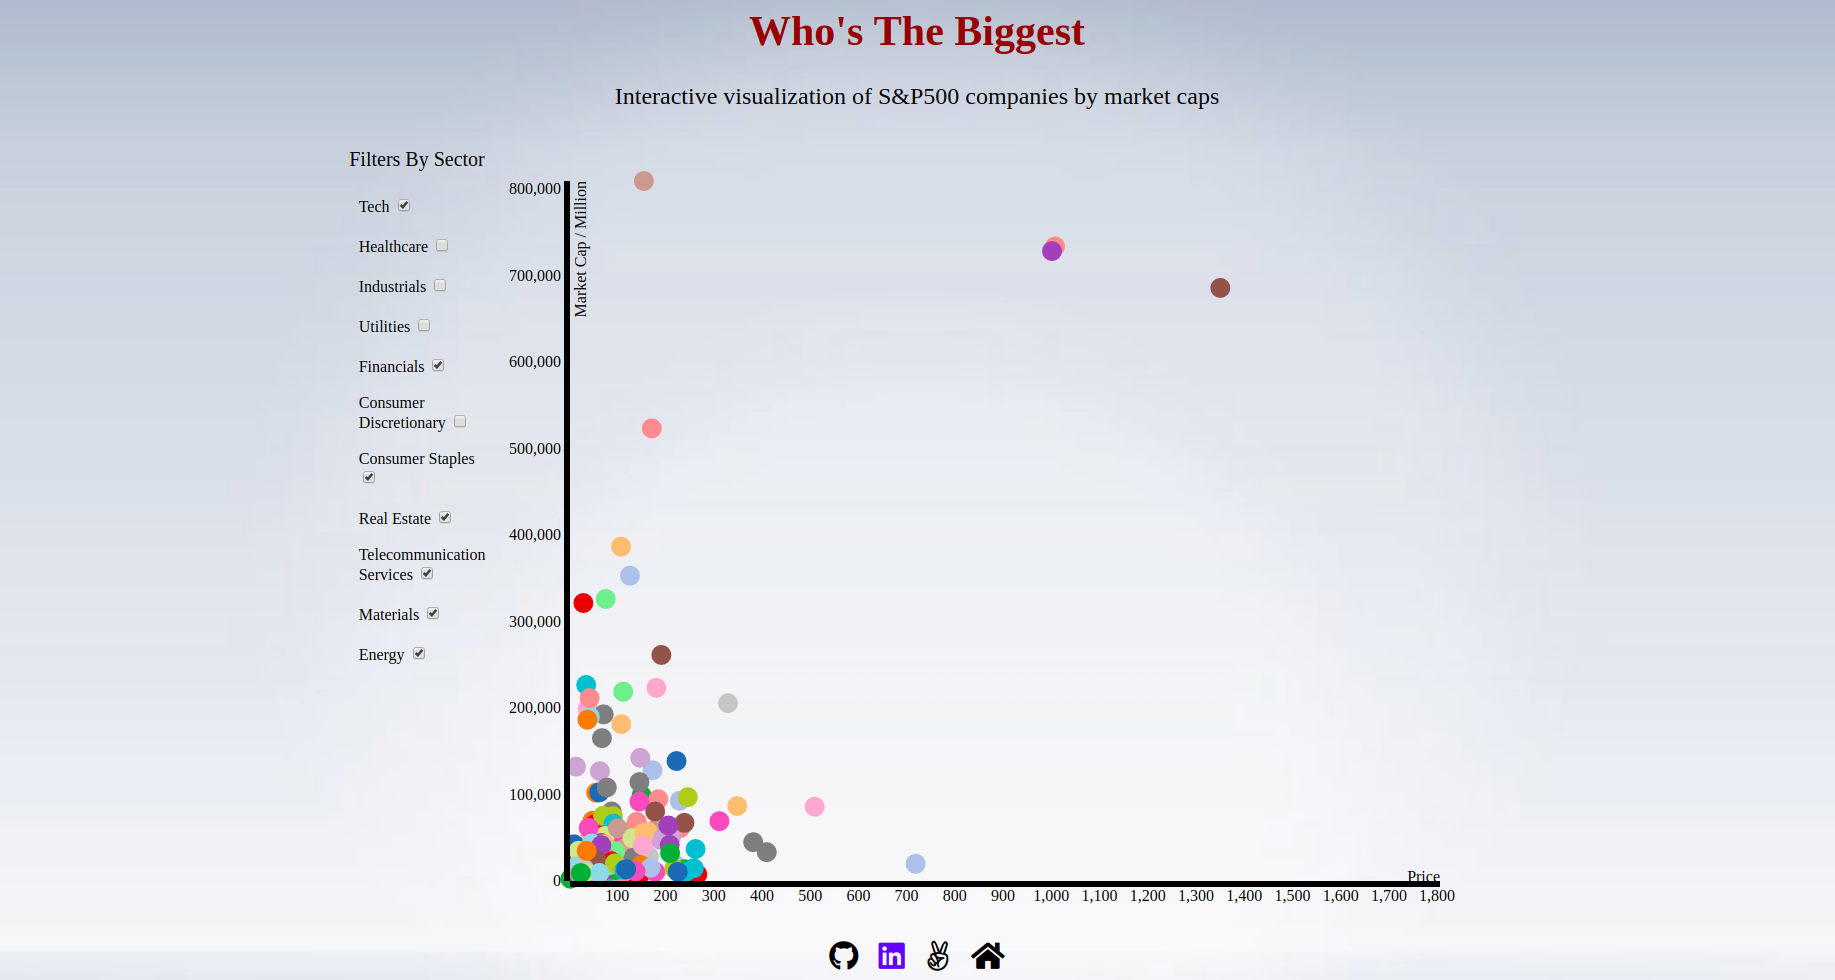 Who's The Biggest
Interactive visualization of S&P500 companies by market caps
Filters By Sector
Tech
Healthcare
Industrials
Utilities
Financials
Consumer
Discretionary
Consumer Staples
Real Estate
Telecommunication
Services
Materials
Energy
800,000
700,000
600,000
500,000
400,000
300,000
200,000
100,000
0
Market Cap / Million
Price
100 200 300 400 500 600 700 800 900 1,000 1,100 1,200 1,300 1,400 1,500 1,600 1,700 1,800
in